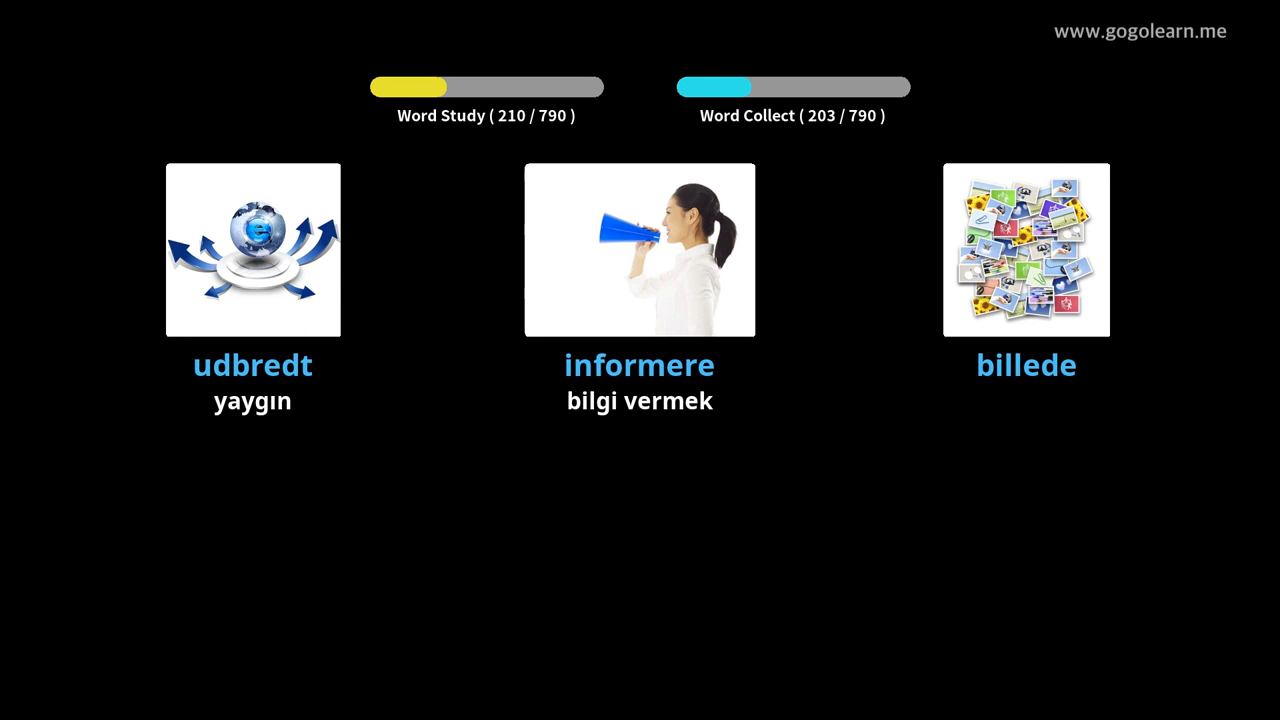 www.gogolearn.me
Word Study ( 210 / 790 )
Word Collect ( 203 / 790 )
udbredt
yaygın
informere
bilgi vermek
billede